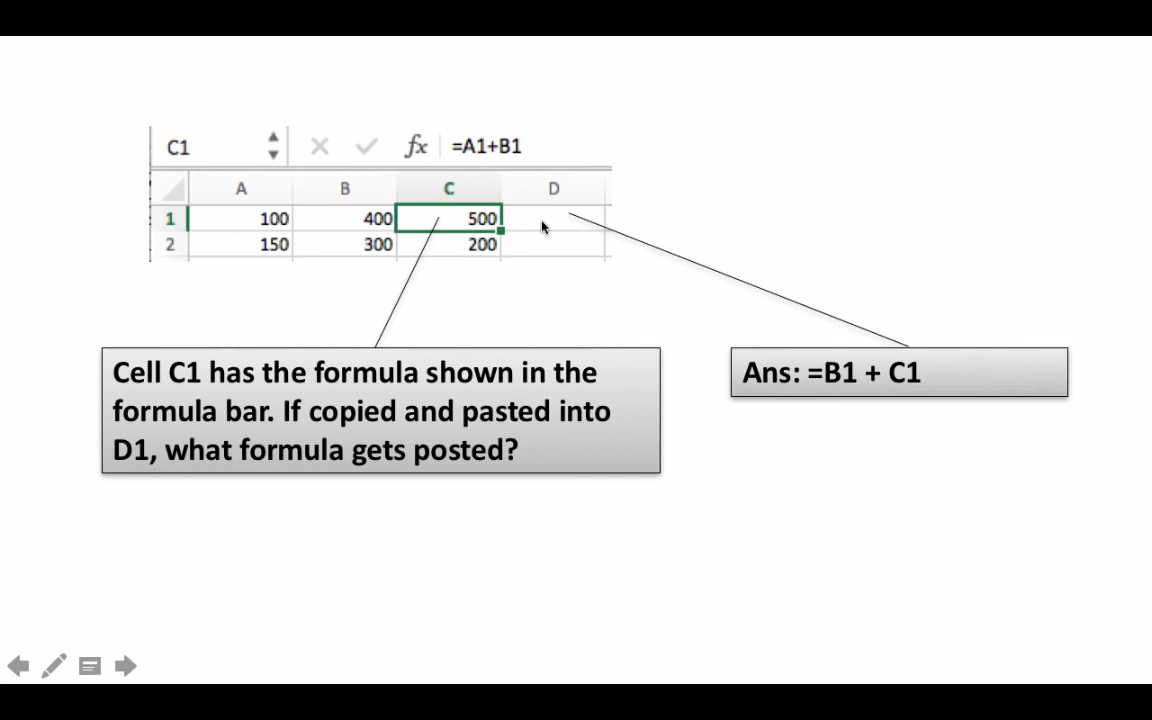 C1 fx =A1+B1
A B C D
1 100 400 500
2 150 300 200
Cell C1 has the formula shown in the
formula bar. If copied and pasted into
D1, what formula gets posted?
Ans: =B1 + C1